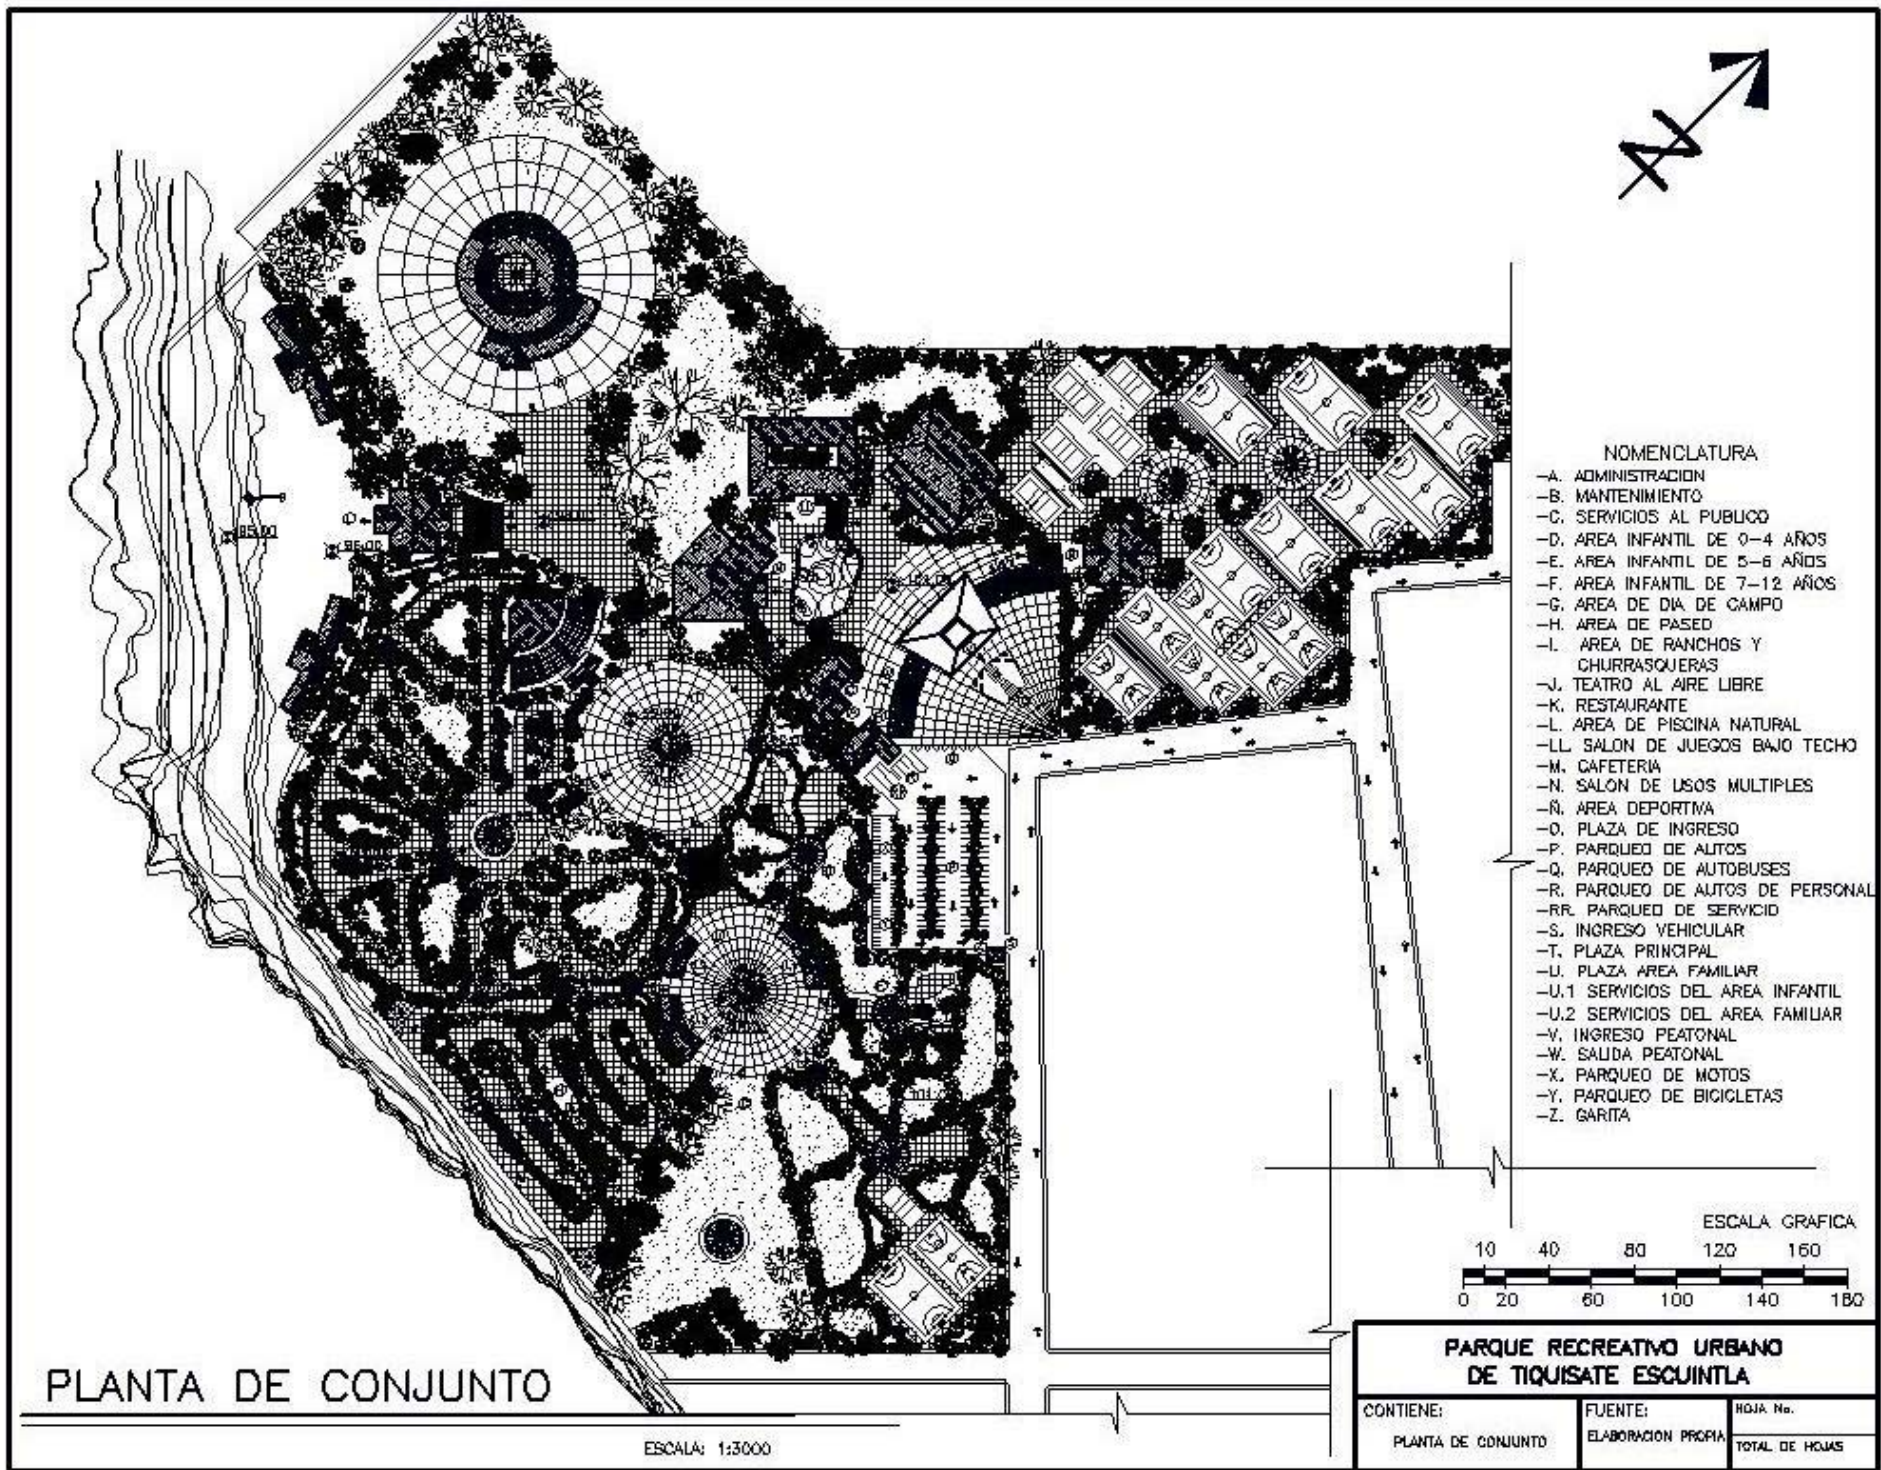 N
NOMENCLATURA
-A. ADMINISTRACION
-B. MANTENIMIENTO
-C. SERVICIOS AL PUBLICO
-D. AREA INFANTIL DE 0-4 AÑOS
-E. AREA INFANTIL DE 5-6 AÑOS
-F. AREA INFANTIL DE 7-12 AÑOS
-G. AREA DE DIA DE CAMPO
-H. AREA DE PASEO
-I. AREA DE RANCHOS Y
CHURRASQUERAS
-J. TEATRO AL AIRE LIBRE
-K. RESTAURANTE
-L. AREA DE PISCINA NATURAL
-LL. SALON DE JUEGOS BAJO TECHO
-M. CAFETERIA
-N. SALON DE USOS MULTIPLES
-Ñ. AREA DEPORTIVA
-O. PLAZA DE INGRESO
-P. PARQUEO DE AUTOS
-Q. PARQUEO DE AUTOBUSES
-R. PARQUEO DE AUTOS DE PERSONAL
-RR. PARQUEO DE SERVICIO
-S. INGRESO VEHICULAR
-T. PLAZA PRINCIPAL
-U. PLAZA AREA FAMILIAR
-U.1 SERVICIOS DEL AREA INFANTIL
-U.2 SERVICIOS DEL AREA FAMILIAR
-V. INGRESO PEATONAL
-W. SALIDA PEATONAL
-X. PARQUEO DE MOTOS
-Y. PARQUEO DE BICICLETAS
-Z. GARITA
ESCALA GRAFICA
10 40 80 120 160
0 20 60 100 140 180
PLANTA DE CONJUNTO
ESCALA: 1:3000
PARQUE RECREATIVO URBANO
DE TIQUISATE ESCUINTLA
CONTIENE:
PLANTA DE CONJUNTO
FUENTE:
ELABORACION PROPIA
HOJA No.
TOTAL DE HOJAS